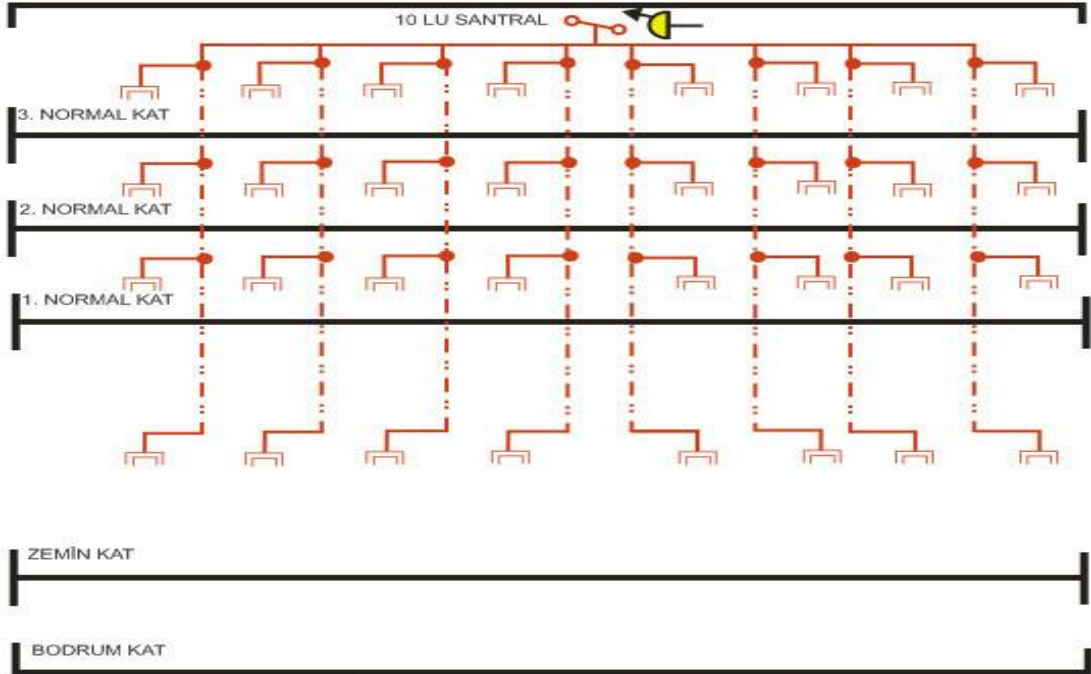 10 LU SANTRAL
3. NORMAL KAT
2. NORMAL KAT
1. NORMAL KAT
ZEMİN KAT
BODRUM KAT